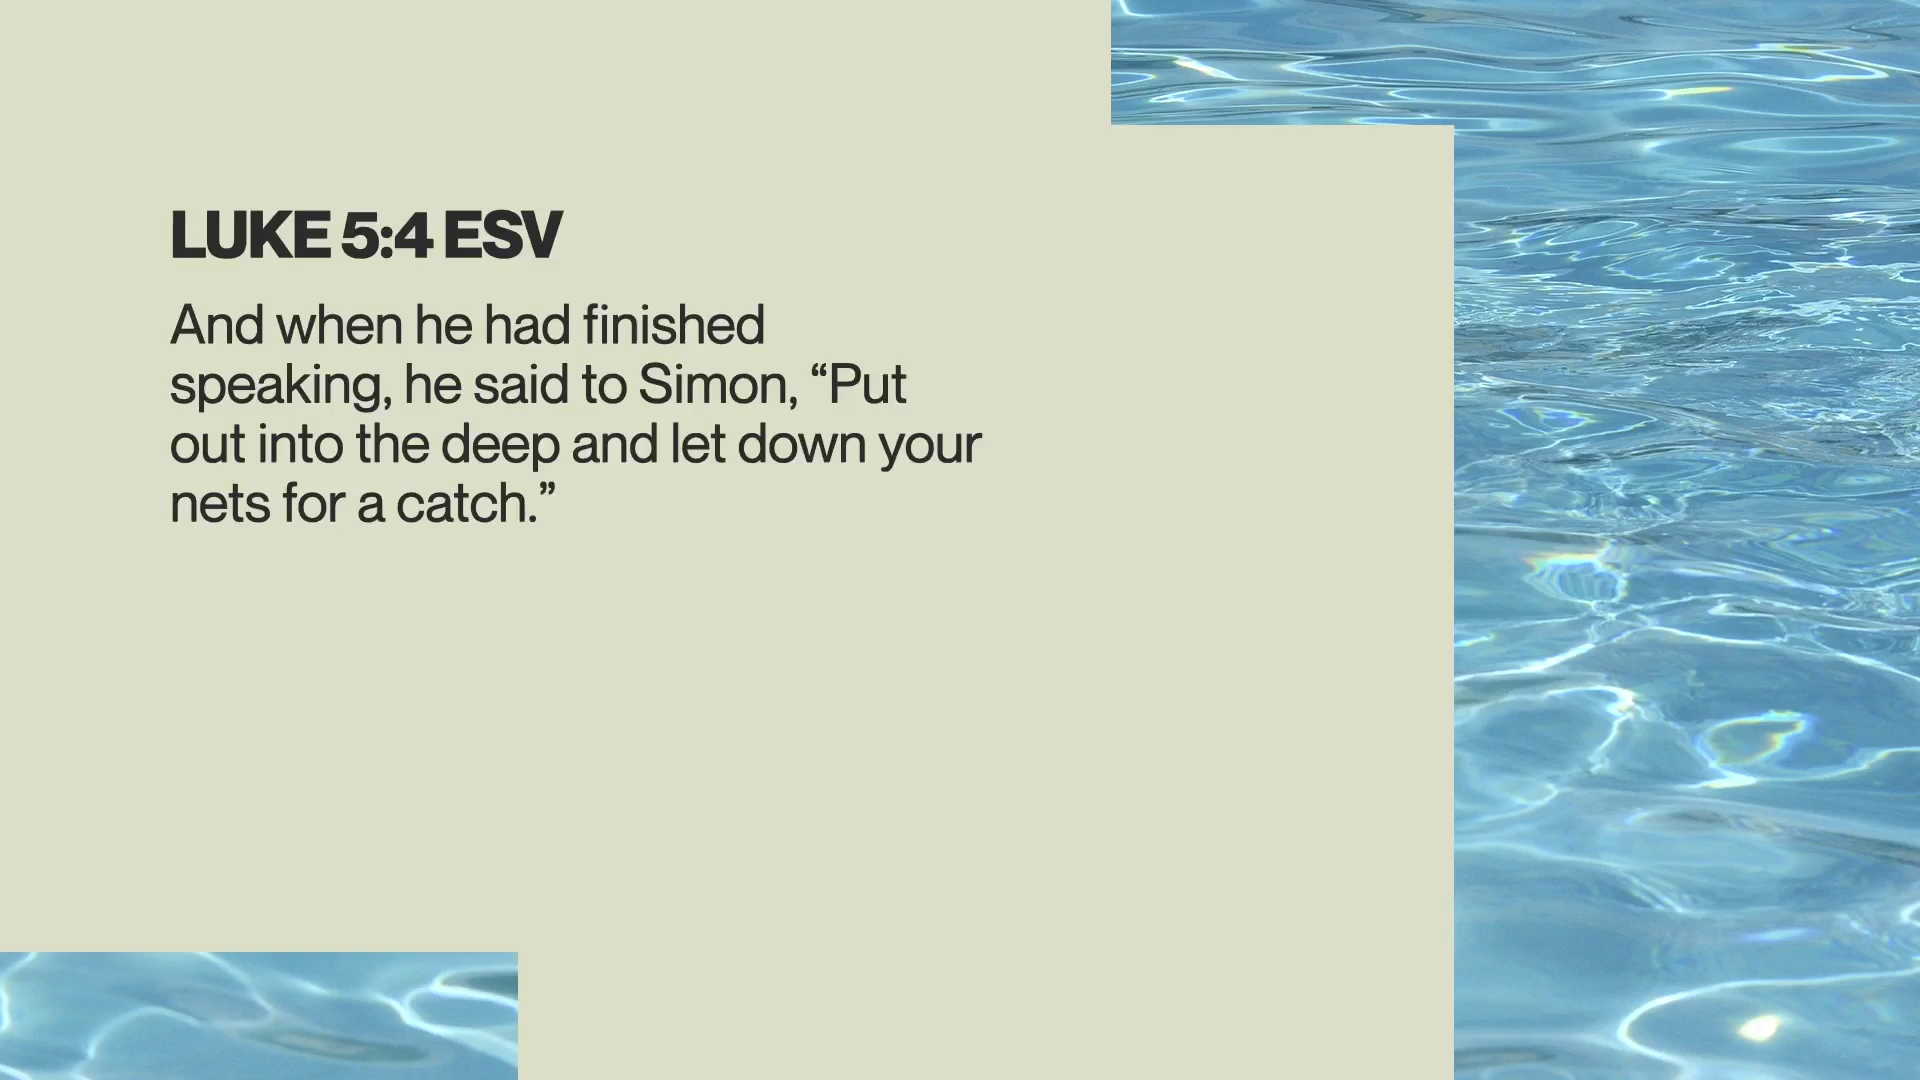 LUKE 5:4 ESV
And when he had finished
speaking, he said to Simon, “Put
out into the deep and let down your
nets for a catch.”